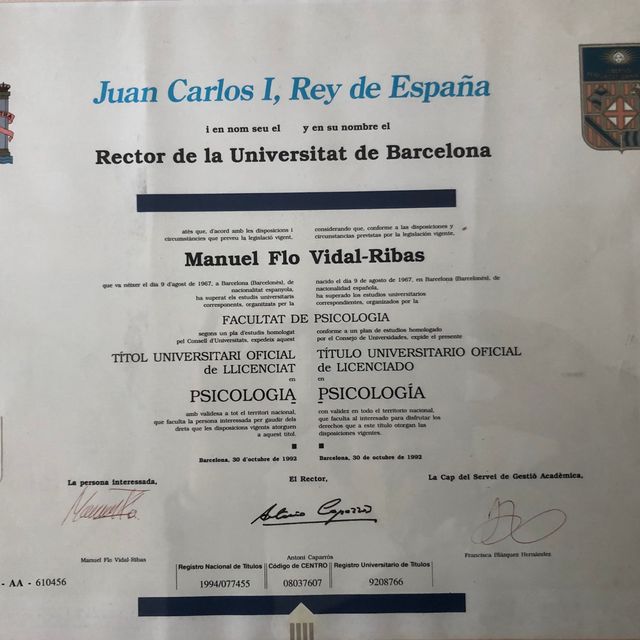 Juan Carlos I, Rey de España
i en nom seu el y en su nombre el
Rector de la Universitat de Barcelona
atès que, d'acord amb les disposicions i
circumstàncies que preveu la legislació vigent,
considerando que, conforme a las disposiciones y
circunstancias previstas por la legislación vigente,
Manuel Flo Vidal-Ribas
que va néixer el dia 9 d'agost de 1967, a Barcelona (Barcelonès), de
nacionalitat espanyola,
ha superat els estudis universitaris
corresponents, organitzats per la
nacido el día 9 de agosto de 1967, en Barcelona (Barcelonés), de
nacionalidad española,
ha superado los estudios universitarios
correspondientes, organizados por la
FACULTAT DE PSICOLOGIA
segons un pla d'estudis homologat
pel Consell d'Universitats, expedeix aquest
conforme a un plan de estudios homologado
por el Consejo de Universidades, expide el presente
TÍTOL UNIVERSITARI OFICIAL
de LLICENCIAT
en
PSICOLOGIA
TÍTULO UNIVERSITARIO OFICIAL
de LICENCIADO
en
PSICOLOGÍA
amb validesa a tot el territori nacional,
que faculta la persona interessada per gaudir dels
drets que les disposicions vigents atorguen
a aquest títol.
con validez en todo el territorio nacional,
que faculta al interesado para disfrutar los
derechos que a este título otorgan las
disposiciones vigentes.
Barcelona, 30 d'octubre de 1992
Barcelona, 30 de octubre de 1992
La persona interessada,
El Rector,
La Cap del Servei de Gestió Acadèmica,
Manuel Flo Vidal-Ribas
Antoni Caparrós
Francisca Blázquez Hernández
- AA - 610456
Registro Nacional de Títulos Código de CENTRO Registro Universitario de Títulos
1994/077455 08037607 9208766